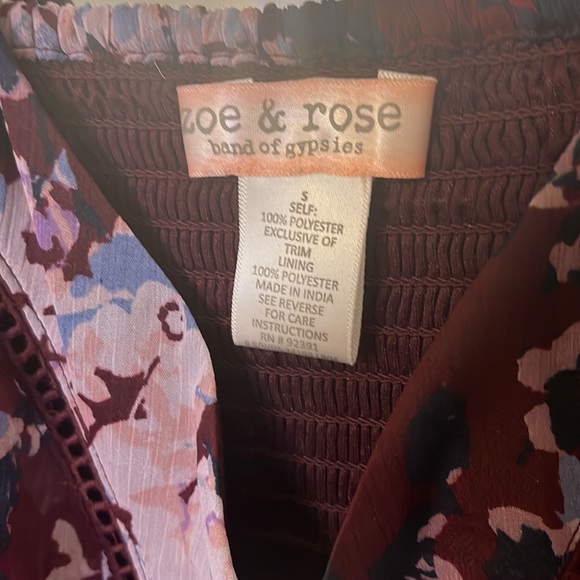 zoe & rose
band of gypsies
S
SELF:
100% POLYESTER
EXCLUSIVE OF
TRIM
LINING
100% POLYESTER
MADE IN INDIA
SEE REVERSE
FOR CARE
INSTRUCTIONS
RN # 92391